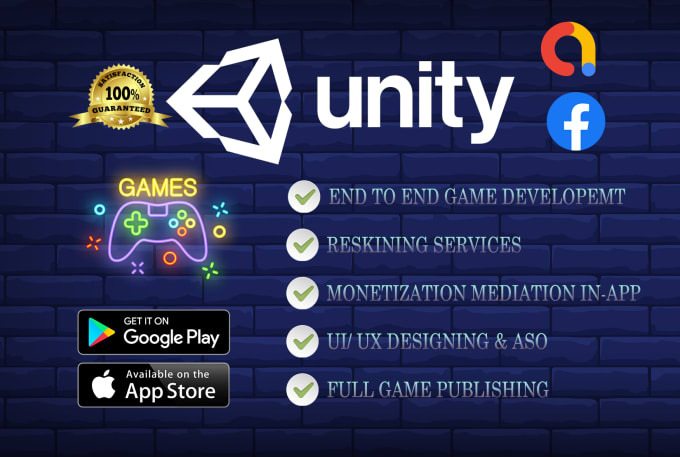 SATISFACTION
100%
GUARANTEED
unity
GAMES
END TO END GAME DEVELOPEMT
RESKINING SERVICES
MONETIZATION MEDIATION IN-APP
UI/ UX DESIGNING & ASO
FULL GAME PUBLISHING
GET IT ON
Google Play
Available on the
App Store